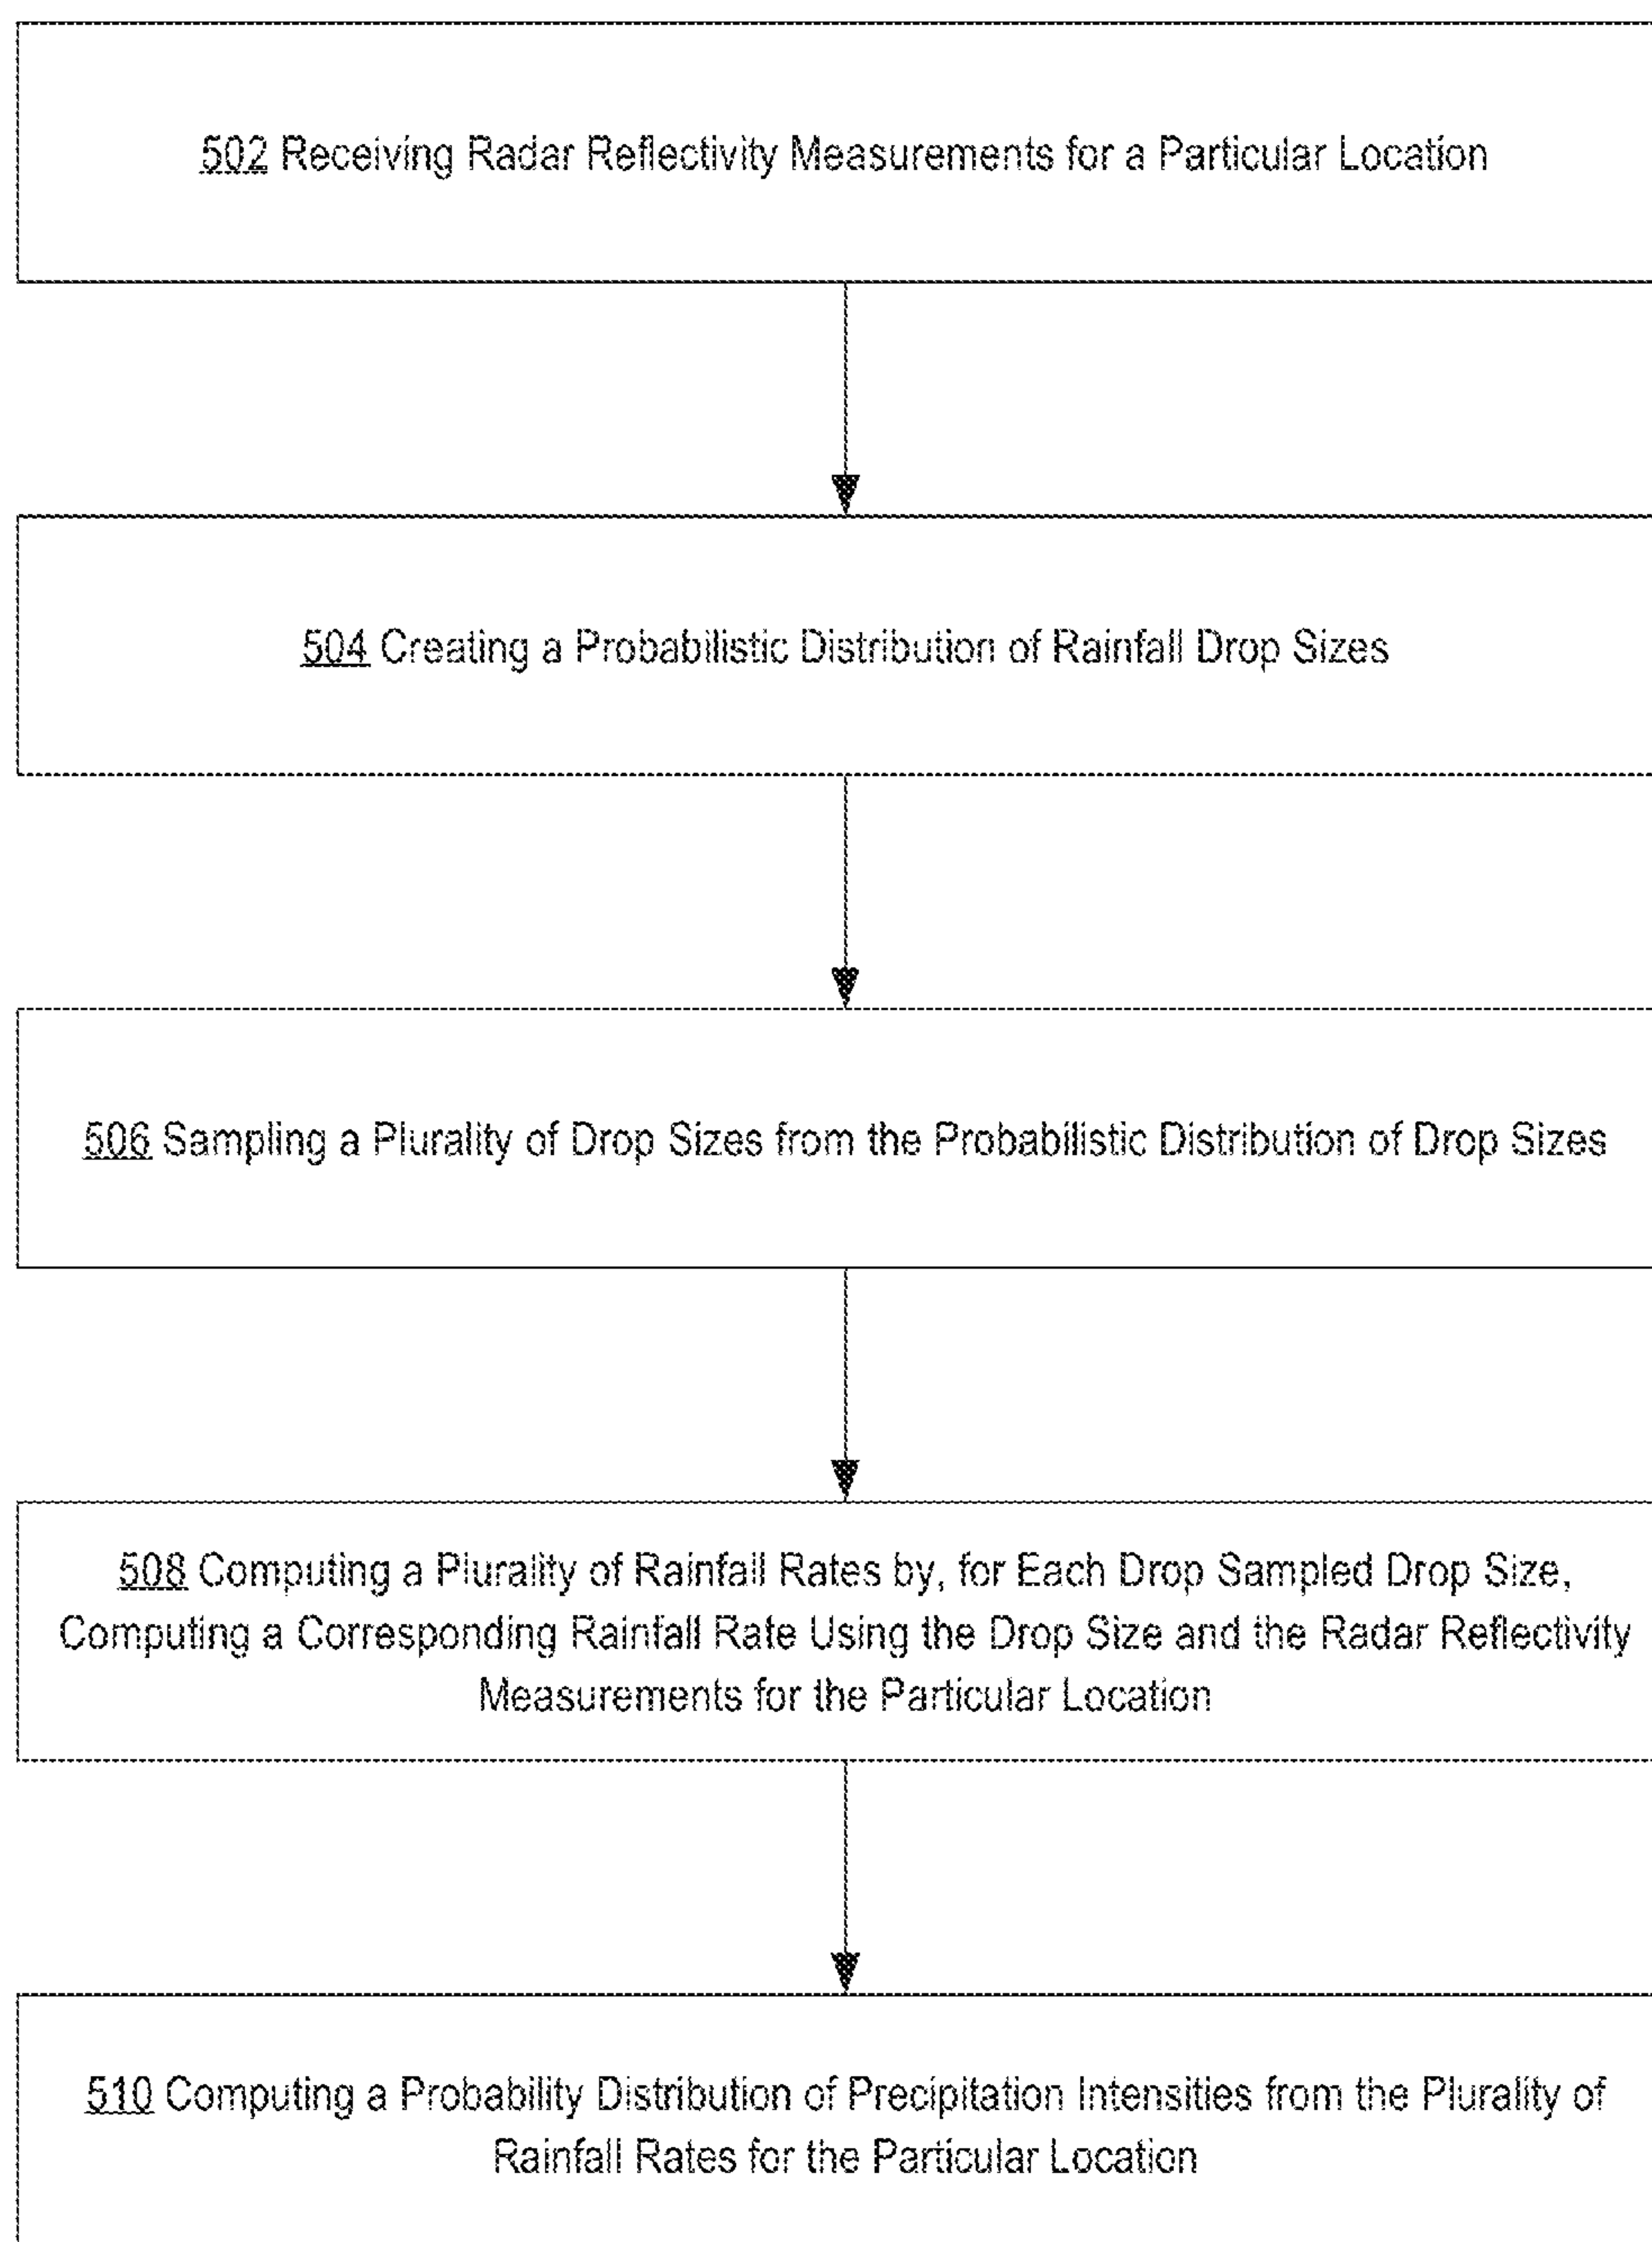 502 Receiving Radar Reflectivity Measurements for a Particular Location
504 Creating a Probabilistic Distribution of Rainfall Drop Sizes
506 Sampling a Plurality of Drop Sizes from the Probabilistic Distribution of Drop Sizes
508 Computing a Plurality of Rainfall Rates by, for Each Drop Sampled Drop Size,
Computing a Corresponding Rainfall Rate Using the Drop Size and the Radar Reflectivity
Measurements for the Particular Location
510 Computing a Probability Distribution of Precipitation Intensities from the Plurality of
Rainfall Rates for the Particular Location